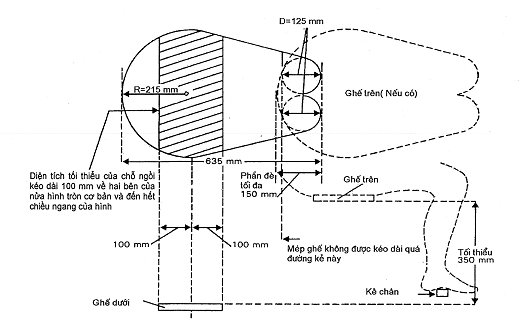 D=125 mm
R=215 mm
Ghế trên( Nếu có)
635 mm
Diện tích tối thiểu của chỗ ngồi
kéo dài 100 mm về hai bên của
nửa hình tròn cơ bản và đến hết
chiều ngang của hình
Phần đè
tối đa
150 mm
Ghế trên
100 mm
100 mm
Mép ghế không được kéo dài quá
đường kẻ này
Tối thiểu
350 mm
Kê chân
Ghế dưới